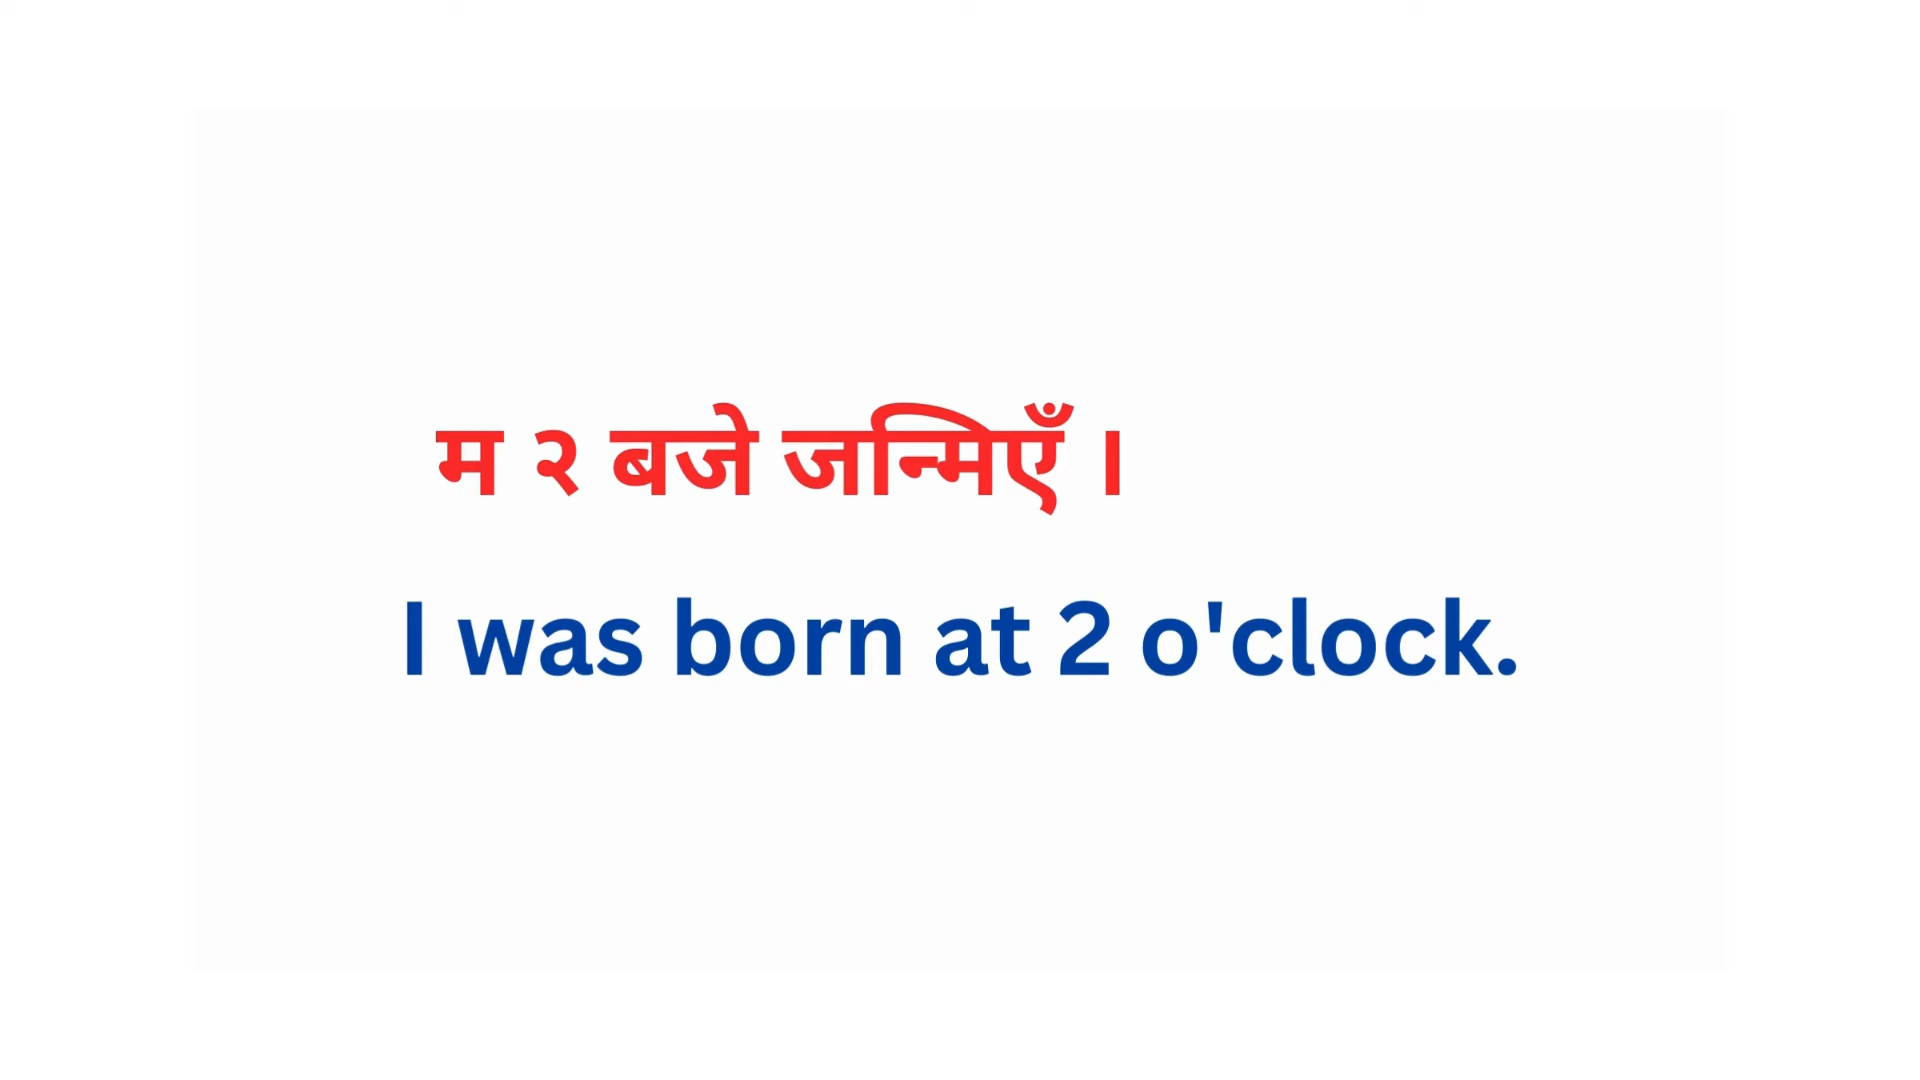 म २ बजे जन्मिएँ ।
I was born at 2 o'clock.